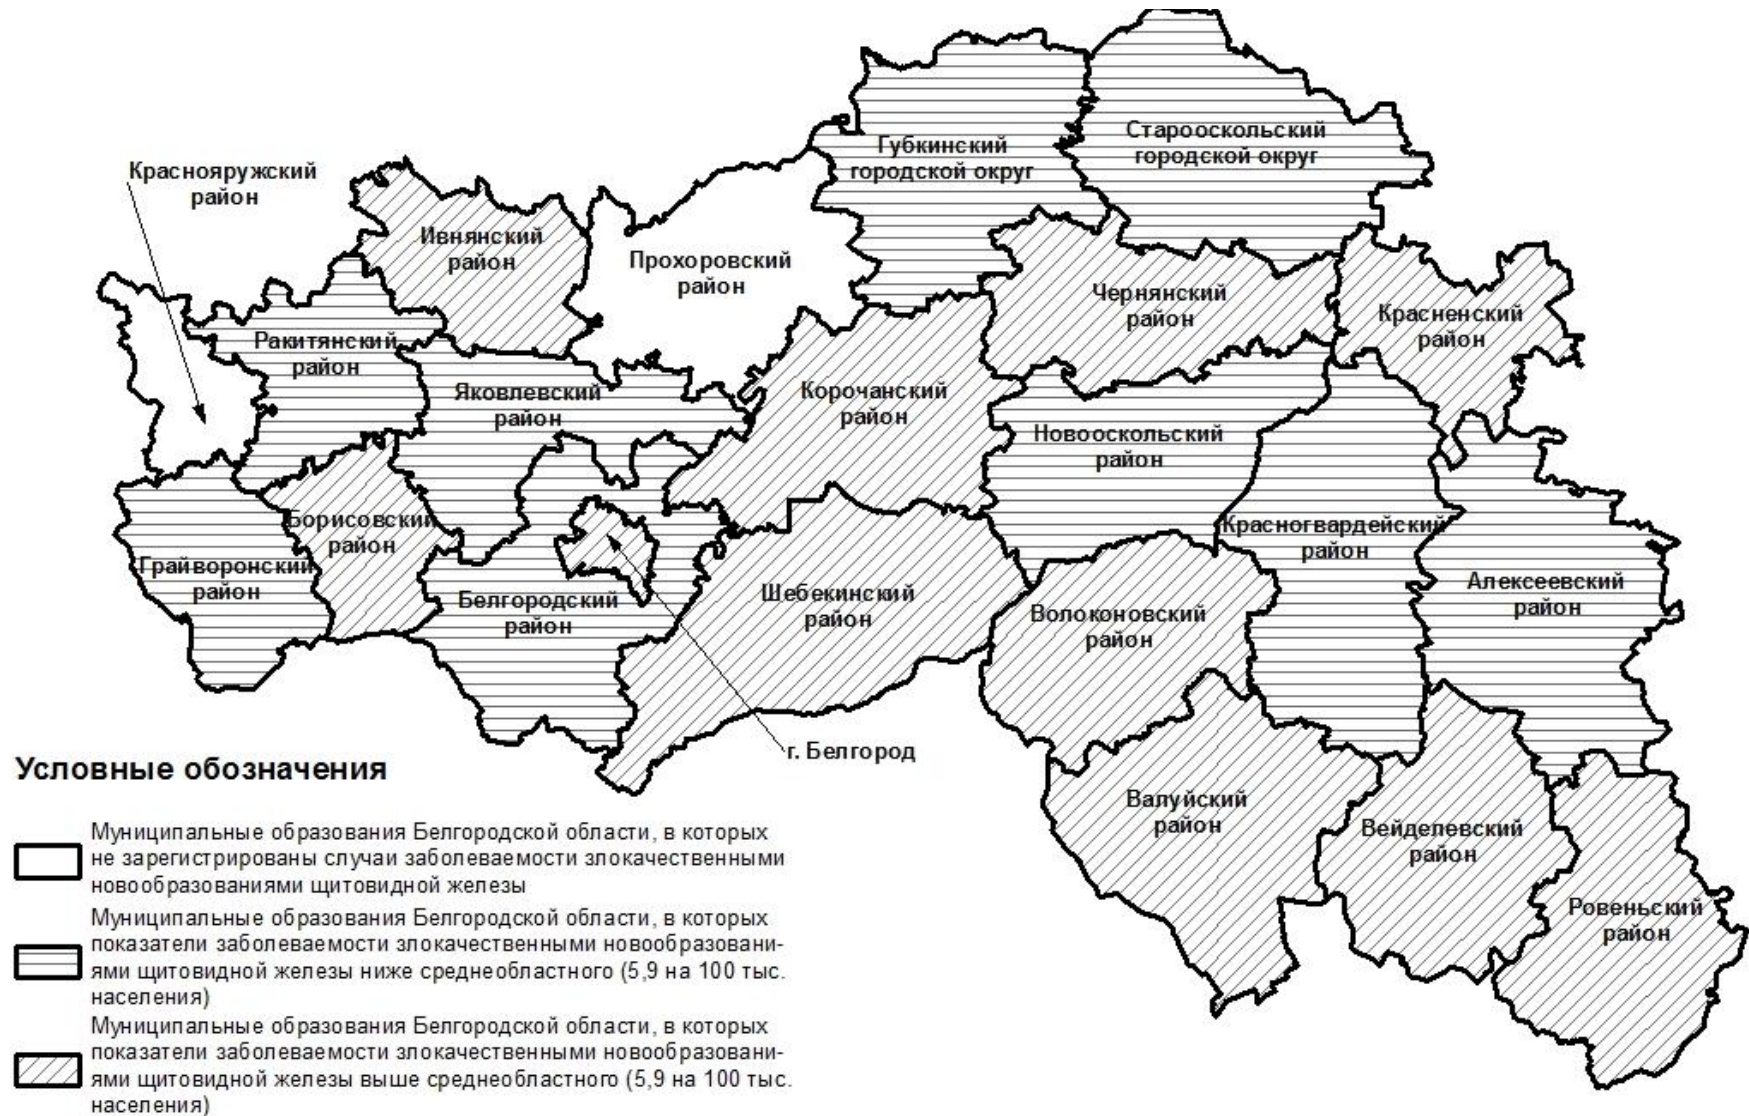 Старооскольский
городской округ
Губкинский
городской округ
Краснояружский
район
Ивнянский
район
Прохоровский
район
Чернянский
район
Красненский
район
Ракитянский
район
Яковлевский
район
Корочанский
район
Новооскольский
район
Борисовский
район
Красногвардейский
район
Грайворонский
район
Белгородский
район
Шебекинский
район
Волоконовский
район
Алексеевский
район
г. Белгород
Валуйский
район
Вейделевский
район
Ровеньский
район
Условные обозначения
Муниципальные образования Белгородской области, в которых
не зарегистрированы случаи заболеваемости злокачественными
новообразованиями щитовидной железы
Муниципальные образования Белгородской области, в которых
показатели заболеваемости злокачественными новообразовани-
ями щитовидной железы ниже среднеобластного (5,9 на 100 тыс.
населения)
Муниципальные образования Белгородской области, в которых
показатели заболеваемости злокачественными новообразовани-
ями щитовидной железы выше среднеобластного (5,9 на 100 тыс.
населения)